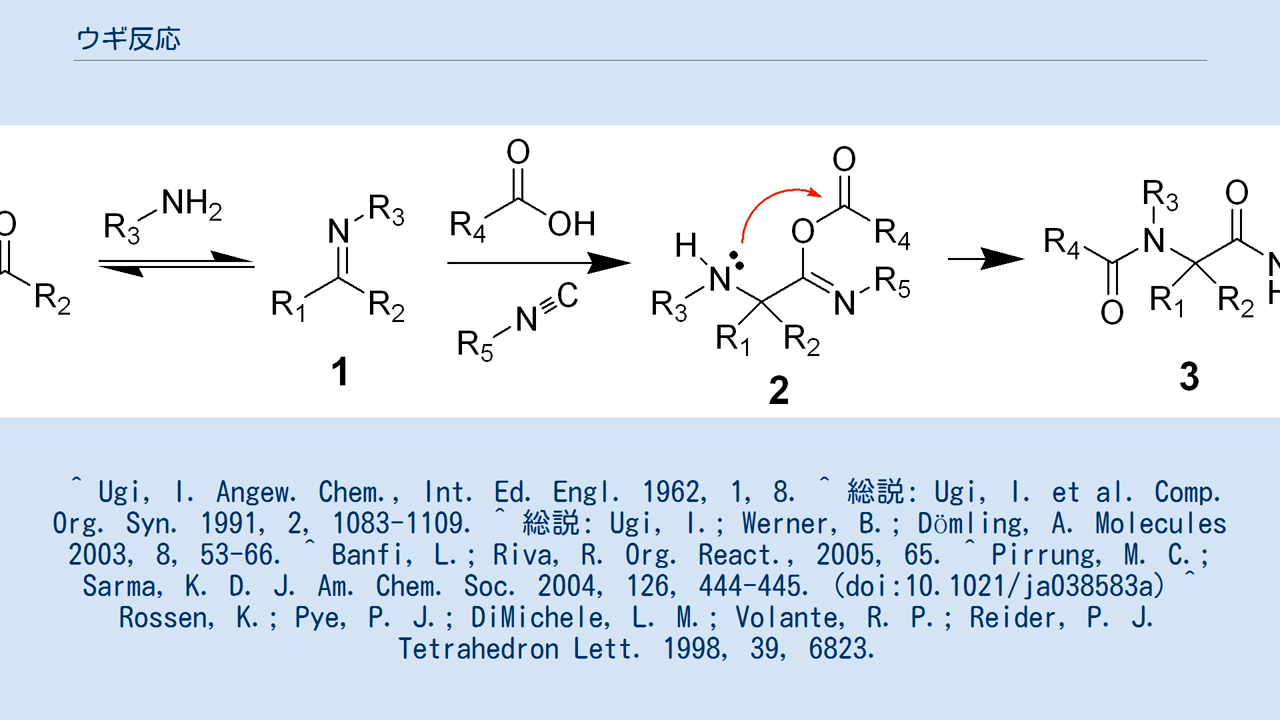 ウギ反応
O
R2
R3 NH2
N R3
R1 R2
1
O
R4 OH
R5 N C
O
O R4
H
N
R3
N R5
R1 R2
2
R3
O
R4 N
N
H
O
R1 R2
3
^ Ugi, I. Angew. Chem., Int. Ed. Engl. 1962, 1, 8. ^ 総説: Ugi, I. et al. Comp.
Org. Syn. 1991, 2, 1083-1109. ^ 総説: Ugi, I.; Werner, B.; Dömling, A. Molecules
2003, 8, 53-66. ^ Banfi, L.; Riva, R. Org. React., 2005, 65. ^ Pirrung, M. C.;
Sarma, K. D. J. Am. Chem. Soc. 2004, 126, 444-445. (doi:10.1021/ja038583a) ^
Rossen, K.; Pye, P. J.; DiMichele, L. M.; Volante, R. P.; Reider, P. J.
Tetrahedron Lett. 1998, 39, 6823.